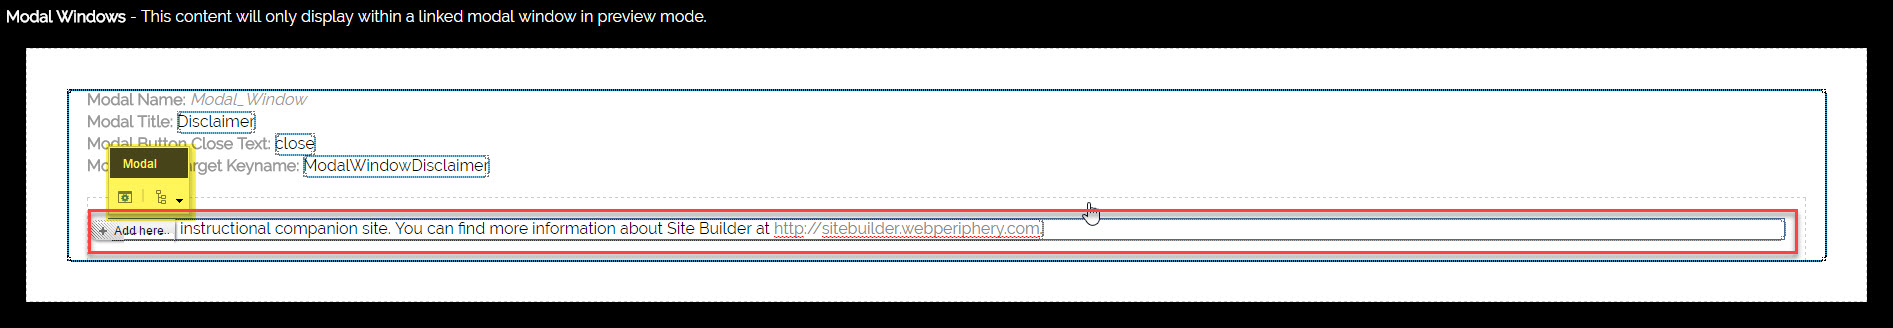 Modal Windows - This content will only display within a linked modal window in preview mode.
Modal Name: Modal_Window
Modal Title: Disclaimer
Modal Button Close Text: close
Modal
Mo arget Keyname: ModalWindowDisclaimer
+ Add here.. instructional companion site. You can find more information about Site Builder at http://sitebuilder.webperiphery.com.